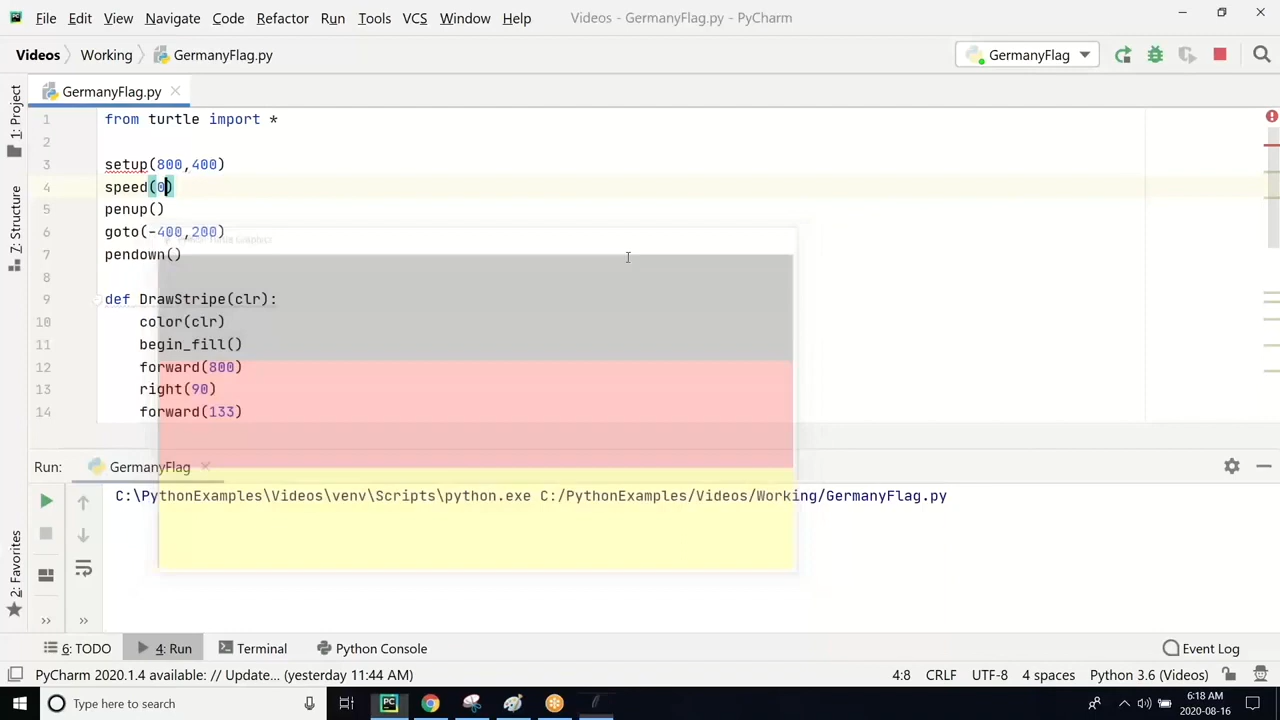 File Edit View Navigate Code Refactor Run Tools VCS Window Help Videos - GermanyFlag.py - PyCharm
Videos Working GermanyFlag.py GermanyFlag
1: Project
GermanyFlag.py
1 from turtle import *
2
3 setup(800,400)
4 speed(0)
5 penup()
6 goto(-400,200)
7 pendown()
8
9 def DrawStripe(clr):
10 color(clr)
11 begin_fill()
12 forward(800)
13 right(90)
14 forward(133)
7: Structure
Run: GermanyFlag
C:\PythonExamples\Videos\venv\Scripts\python.exe C:/PythonExamples/Videos/Working/GermanyFlag.py
2: Favorites
6: TODO 4: Run Terminal Python Console Event Log
PyCharm 2020.1.4 available: // Update... (yesterday 11:44 AM) 4:8 CRLF UTF-8 4 spaces Python 3.6 (Videos)
Type here to search
6:18 AM
2020-08-16